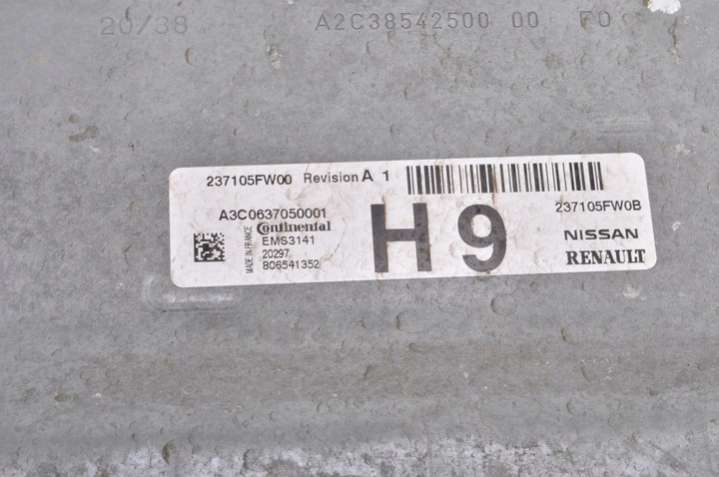 20/38 A2C38542500 00 F0
237105FW00 Revision A 1
A3C0637050001
Continental
EMS3141
20297
806541352
MADE IN FRANCE
H9
237105FW0B
NISSAN
RENAULT